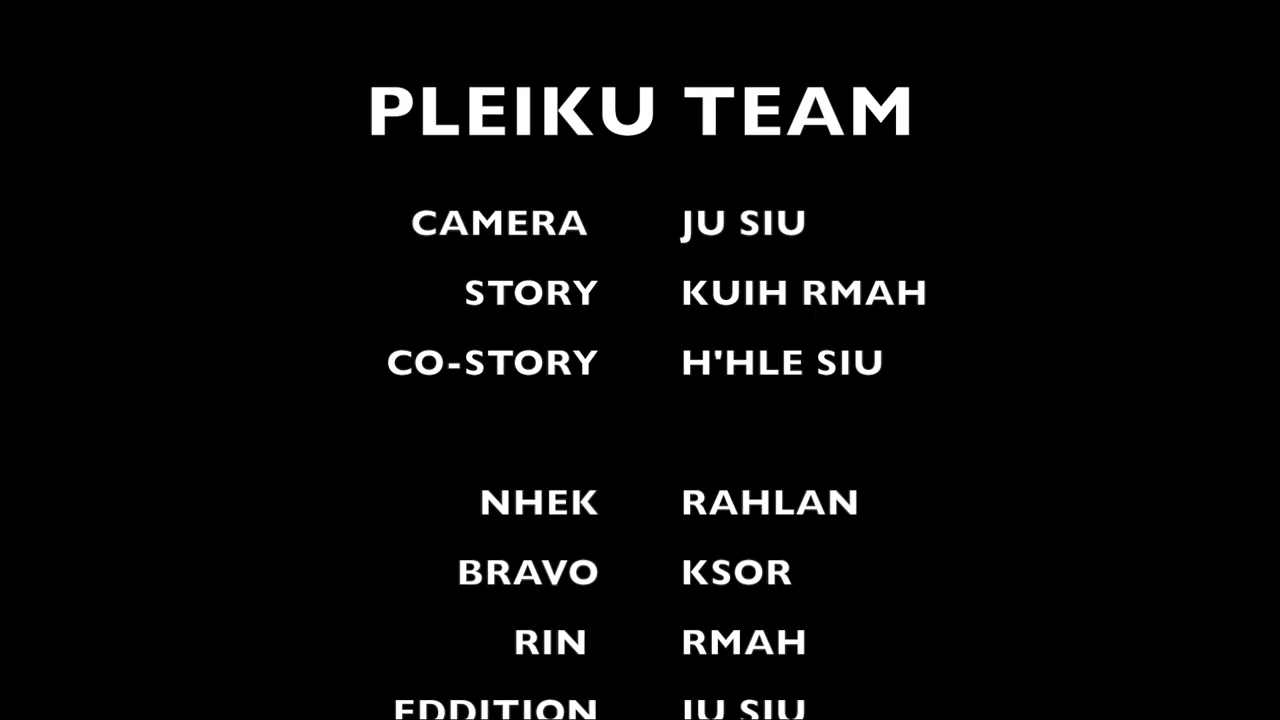 PLEIKU TEAM
CAMERA JU SIU
STORY KUIH RMAH
CO-STORY H'HLE SIU
NHEK RAHLAN
BRAVO KSOR
RIN RMAH
EDDITION JU SIU